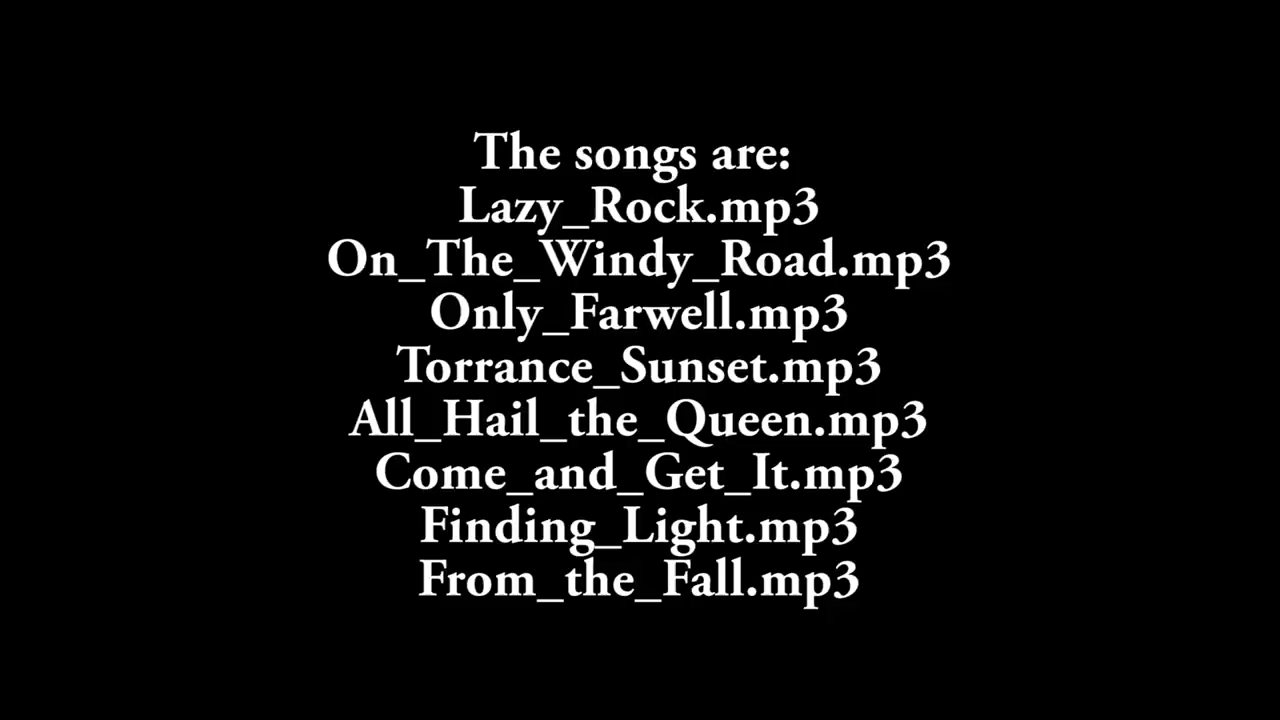 The songs are:
Lazy_Rock.mp3
On_The_Windy_Road.mp3
Only_Farwell.mp3
Torrance_Sunset.mp3
All_Hail_the_Queen.mp3
Come_and_Get_It.mp3
Finding_Light.mp3
From_the_Fall.mp3